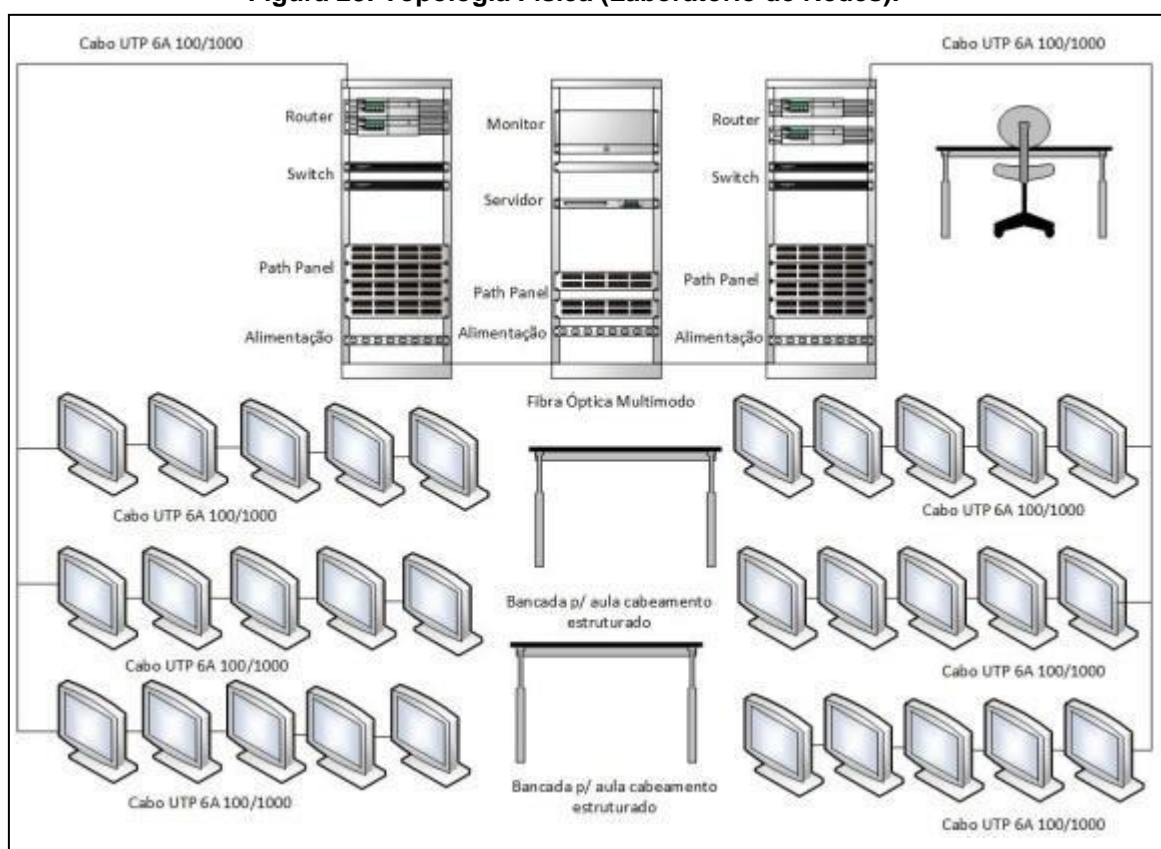 Cabo UTP 6A 100/1000
Cabo UTP 6A 100/1000
Router
Switch
Path Panel
Alimentação
Monitor
Servidor
Path Panel
Alimentação
Router
Switch
Path Panel
Alimentação
Fibra Óptica Multimodo
Cabo UTP 6A 100/1000
Cabo UTP 6A 100/1000
Bancada p/ aula cabeamento
estruturado
Cabo UTP 6A 100/1000
Cabo UTP 6A 100/1000
Bancada p/ aula cabeamento
estruturado
Cabo UTP 6A 100/1000
Cabo UTP 6A 100/1000